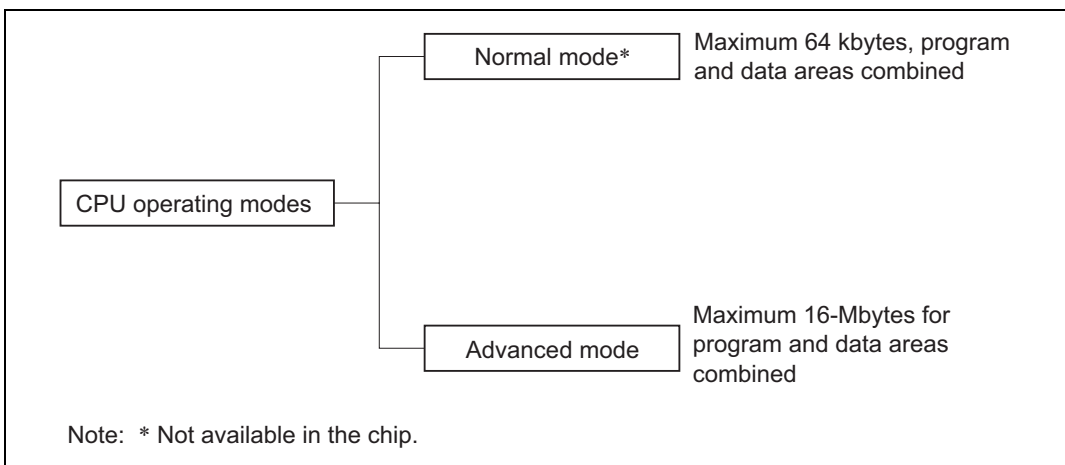 Normal mode*
Maximum 64 kbytes, program
and data areas combined
CPU operating modes
Advanced mode
Maximum 16-Mbytes for
program and data areas
combined
Note: * Not available in the chip.